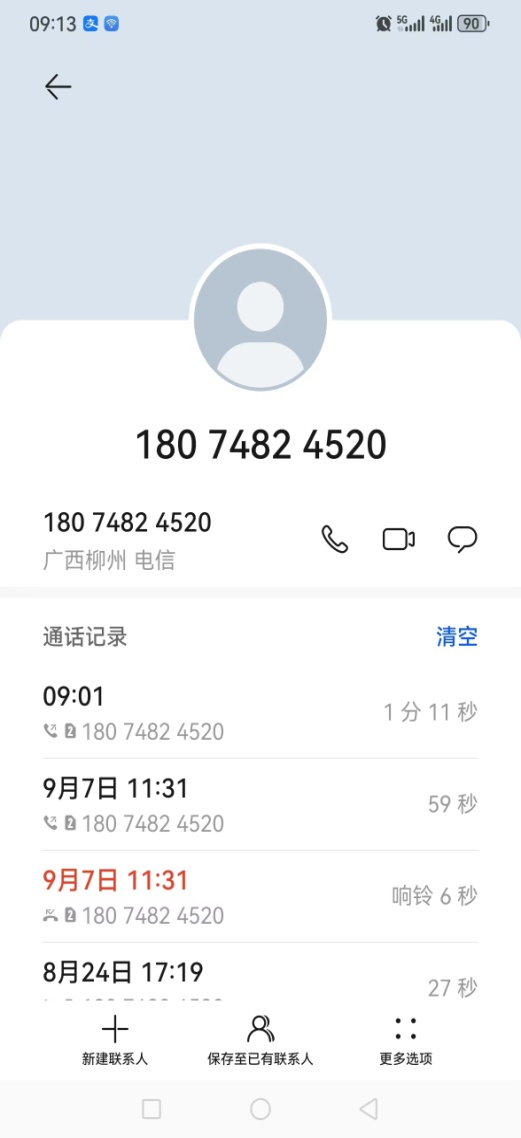 09:13 支 5G 4G 90
180 7482 4520
180 7482 4520
广西柳州 电信
通话记录 清空
09:01
1 分 11 秒
2 180 7482 4520
9月7日 11:31
59 秒
2 180 7482 4520
9月7日 11:31
响铃 6 秒
2 180 7482 4520
8月24日 17:19
27 秒
新建联系人 保存至已有联系人 更多选项